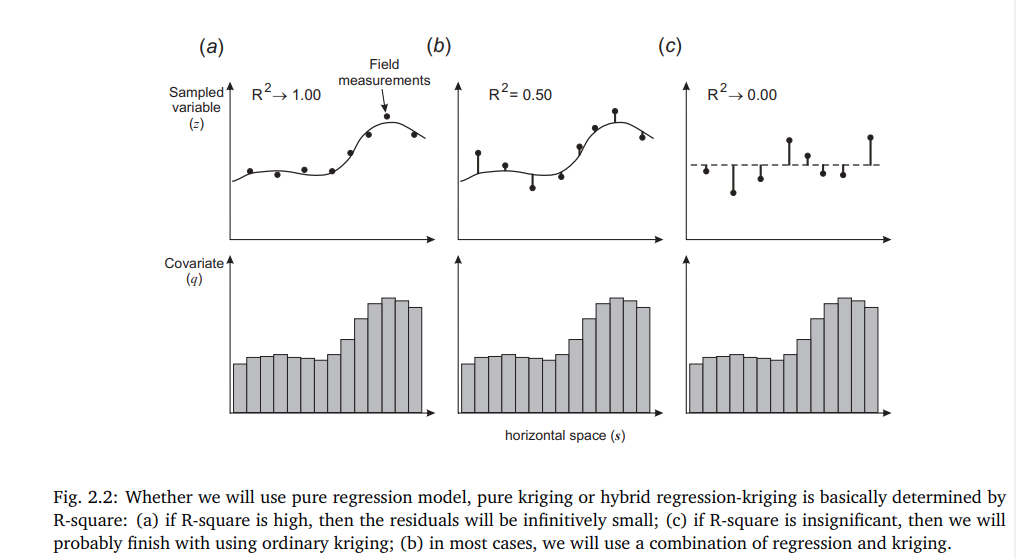 (a)
(b)
(c)
Field
measurements
Sampled
variable
(z)
R²→ 1.00
R²= 0.50
R²→ 0.00
Covariate
(q)
horizontal space (s)
Fig. 2.2: Whether we will use pure regression model, pure kriging or hybrid regression-kriging is basically determined by
R-square: (a) if R-square is high, then the residuals will be infinitively small; (c) if R-square is insignificant, then we will
probably finish with using ordinary kriging; (b) in most cases, we will use a combination of regression and kriging.